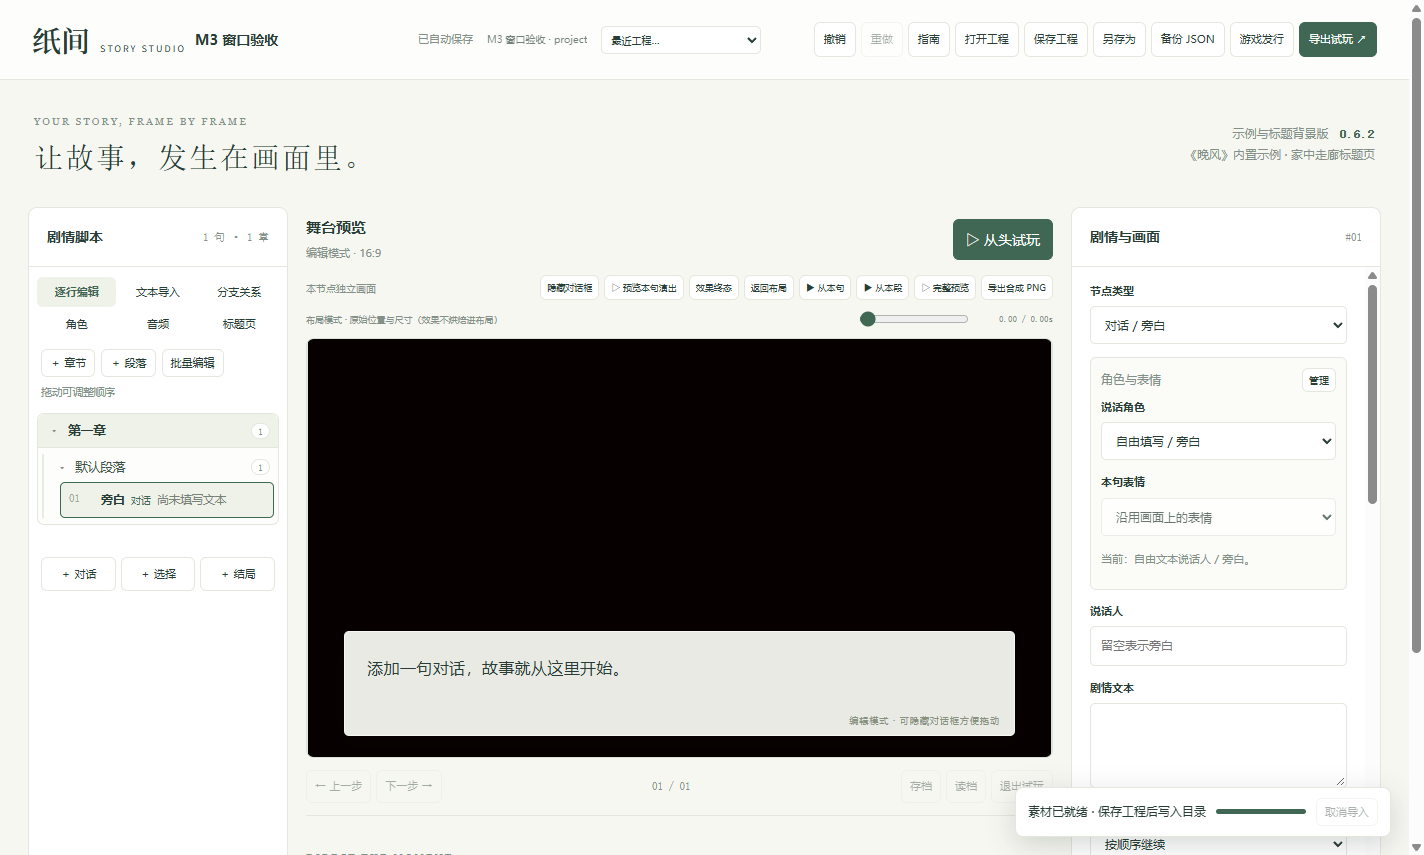 纸间 STORY STUDIO M3 窗口验收
已自动保存 M3 窗口验收 · project 最近工程...
撤销 重做 指南 打开工程 保存工程 另存为 备份 JSON 游戏发行 导出试玩 ↗
YOUR STORY, FRAME BY FRAME
让故事，发生在画面里。
示例与标题背景版 0.6.2
《晚风》内置示例 · 家中走廊标题页
剧情脚本 1 句 · 1 章
逐行编辑 文本导入 分支关系
角色 音频 标题页
+ 章节 + 段落 批量编辑
拖动可调整顺序
第一章 1
默认段落 1
01 旁白 对话 尚未填写文本
+ 对话 + 选择 + 结局
舞台预览
编辑模式 · 16:9
▷ 从头试玩
本节点独立画面
隐藏对话框 ▷ 预览本句演出 效果终态 返回布局 ▶ 从本句 ▶ 从本段 ▷ 完整预览 导出合成 PNG
布局模式 · 原始位置与尺寸（效果不烘焙进布局）
0.00 / 0.00s
添加一句对话，故事就从这里开始。
编辑模式 · 可隐藏对话框方便拖动
← 上一步 下一步 →
01 / 01
存档 读档 退出试玩
剧情与画面 #01
节点类型
对话 / 旁白
角色与表情 管理
说话角色
自由填写 / 旁白
本句表情
沿用画面上的表情
当前：自由文本说话人 / 旁白。
说话人
留空表示旁白
剧情文本
素材已就绪 · 保存工程后写入目录 取消导入
按顺序继续